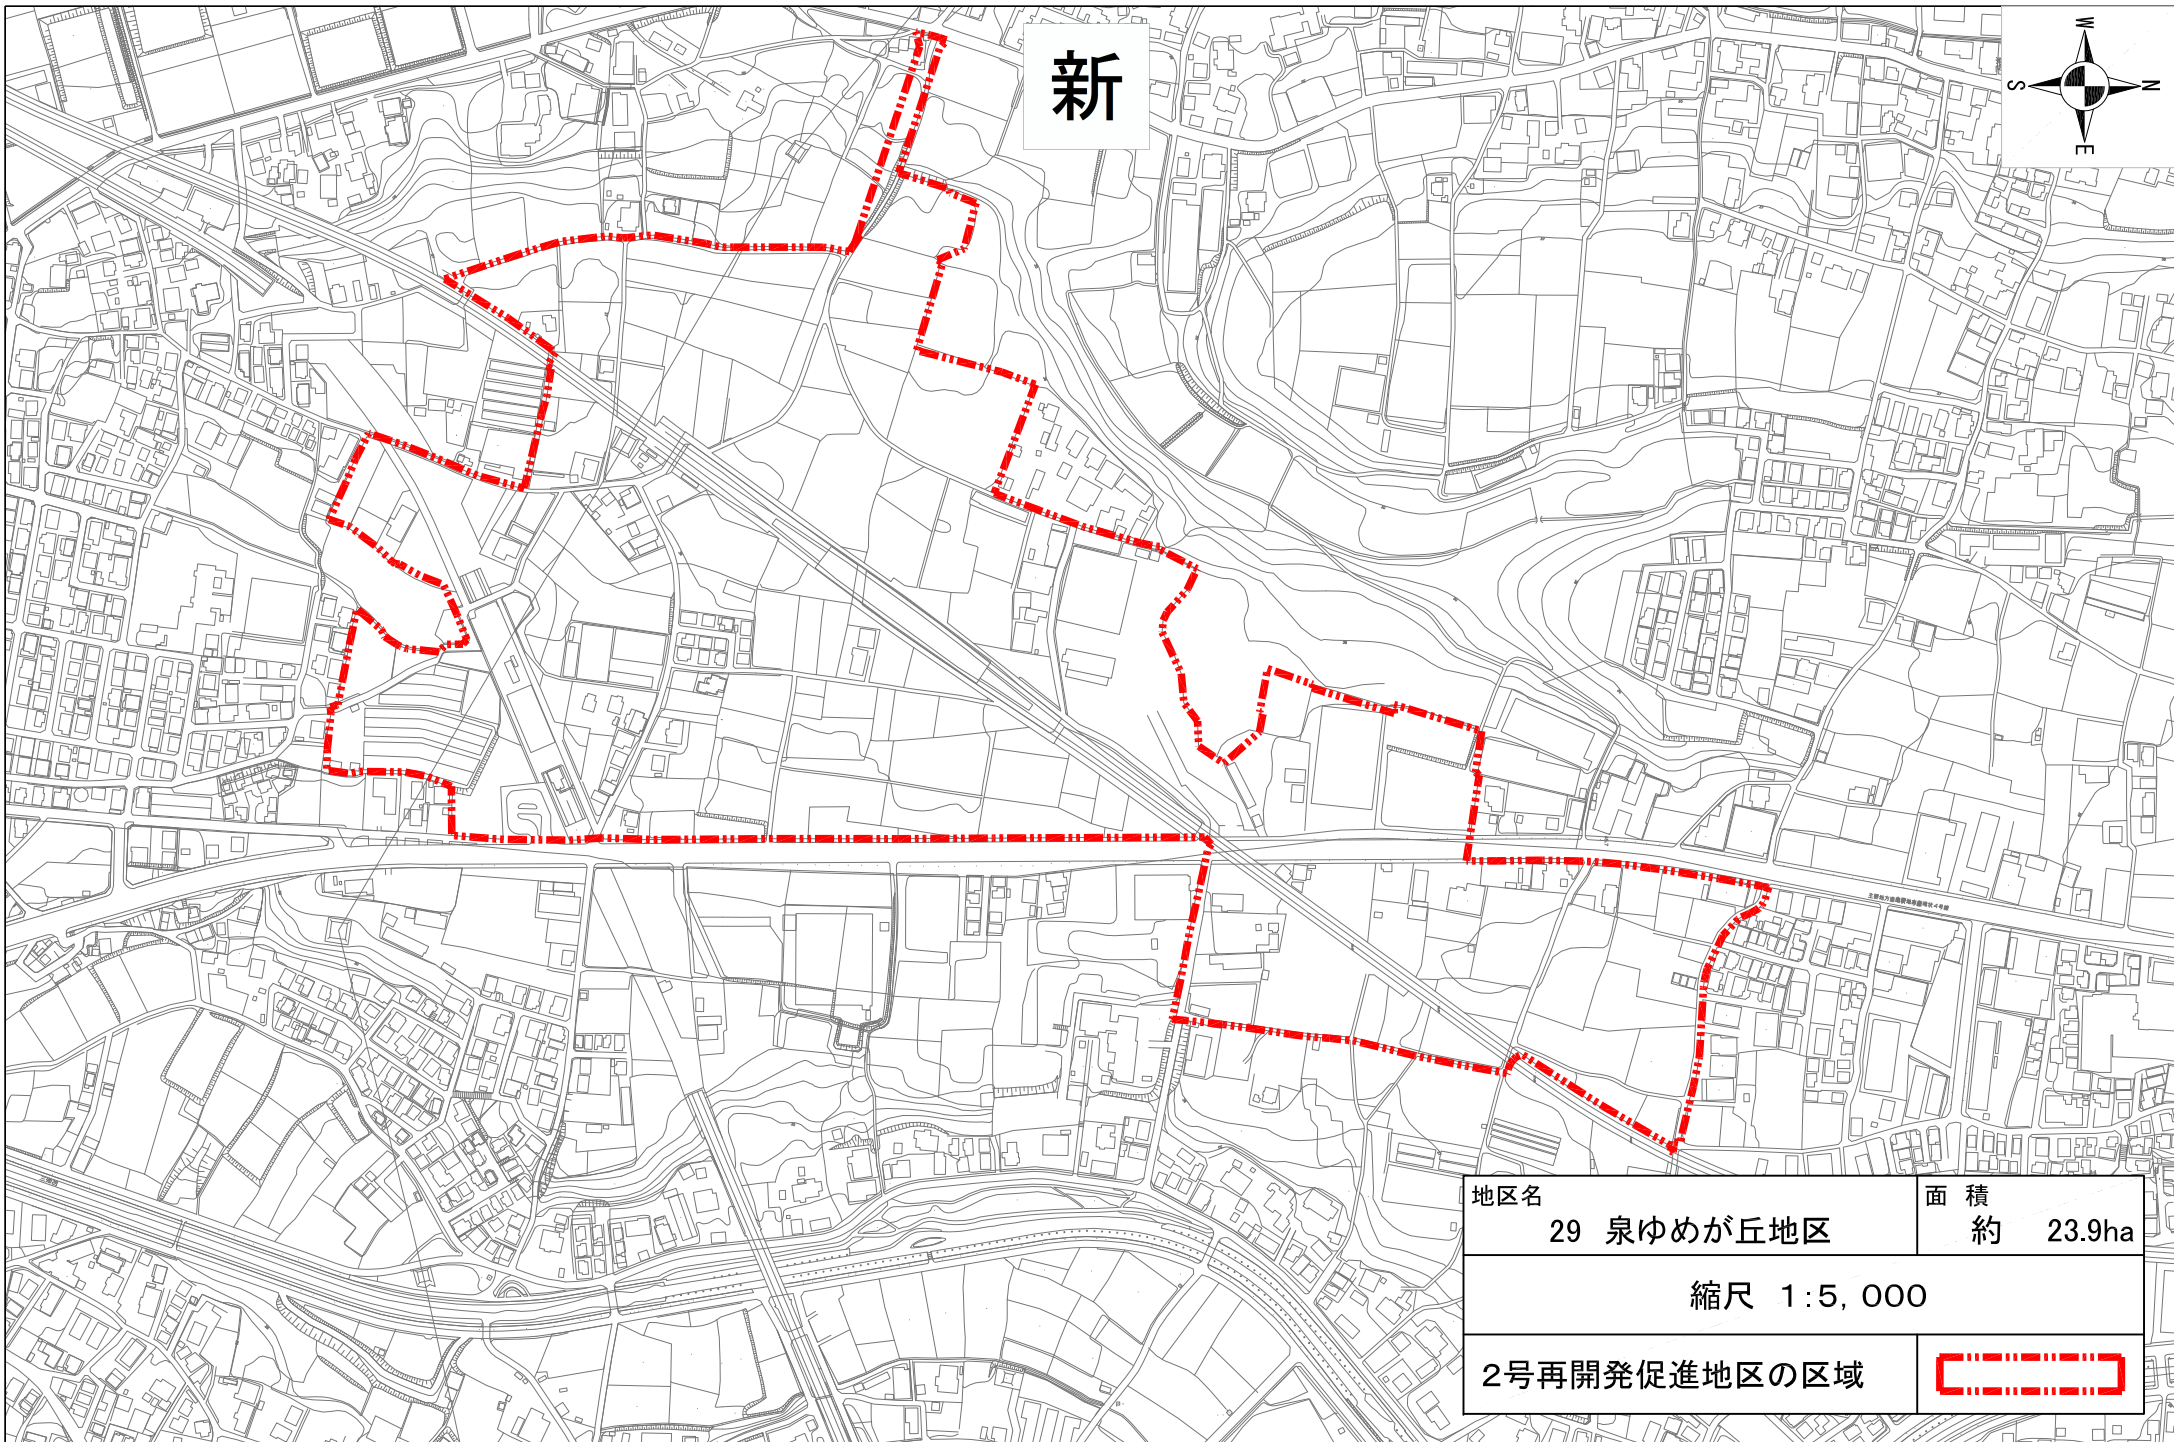 新
W
S
N
E
地区名
29 泉ゆめが丘地区
面 積
約 23.9ha
縮尺 1:5,000
2号再開発促進地区の区域